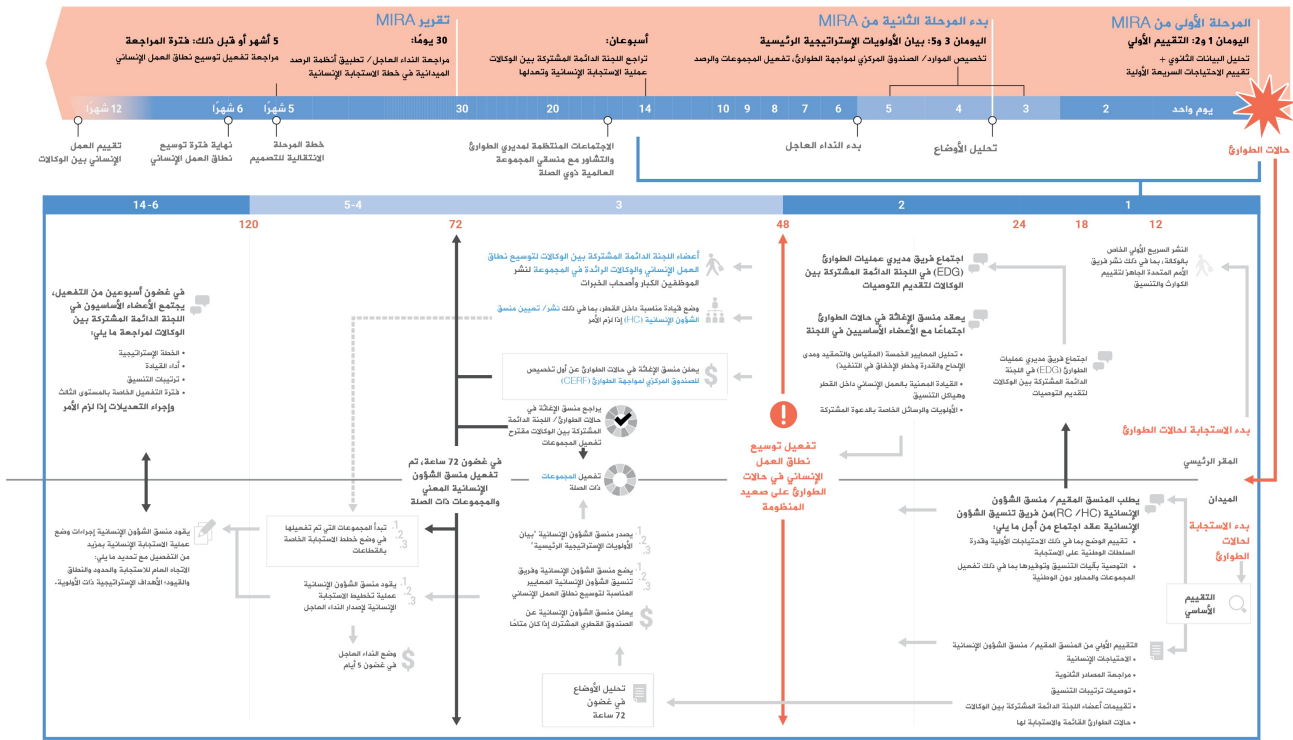 المرحلة الأولى من MIRA
اليومان 1 و2: التقييم الأولي
تحليل البيانات الثانوي +
تقييم الاحتياجات السريعة الأولية
بدء المرحلة الثانية من MIRA
اليومان 3 و5: بيان الأولويات الإستراتيجية الرئيسية
تخصيص الموارد/ الصندوق المركزي لمواجهة الطوارئ، تفعيل المجموعات والرصد
أسبوعان:
تراجع اللجنة الدائمة المشتركة بين الوكالات
عملية الاستجابة الإنسانية وتعدلها
تقرير MIRA
30 يومًا:
مراجعة النداء العاجل/ تطبيق أنظمة الرصد
الميدانية في خطة الاستجابة الإنسانية
5 أشهر أو قبل ذلك: فترة المراجعة
مراجعة تفعيل توسيع نطاق العمل الإنساني
يوم واحد
2
3
4
5
6
7
8
9
10
14
20
30
5 شهرًا
6 شهرًا
12 شهرًا
حالات الطوارئ
تحليل الأوضاع
بدء النداء العاجل
الاجتماعات المنتظمة لمديري الطوارئ
والتشاور مع منسقي المجموعة
العالمية ذوي الصلة
خطة المرحلة
الانتقالية للتصميم
نهاية فترة توسيع
نطاق العمل الإنساني
تقييم العمل
الإنساني بين الوكالات
1
2
3
5-4
14-6
12
18
24
48
72
120
النشر السريع الأولي الخاص
بالوكالة، بما في ذلك نشر فريق
الأمم المتحدة الجاهز لتقييم
الكوارث والتنسيق
اجتماع فريق مديري عمليات
الطوارئ (EDG) في اللجنة
الدائمة المشتركة بين الوكالات
لتقديم التوصيات
بدء الاستجابة لحالات الطوارئ
المقر الرئيسي
الميدان
بدء الاستجابة
لحالات
الطوارئ
التقييم
الأساسي
اجتماع فريق مديري عمليات الطوارئ
(EDG) في اللجنة الدائمة المشتركة بين
الوكالات لتقديم التوصيات
يعقد منسق الإغاثة في حالات الطوارئ
اجتماعًا مع الأعضاء الأساسيين في اللجنة
• تحليل المعايير الخمسة (المقياس والتعقيد ومدى
الإلحاح والقدرة وخطر الإخفاق في التنفيذ)
• القيادة المعنية بالعمل الإنساني داخل القطر
وهياكل التنسيق
• الأولويات والرسائل الخاصة بالدعوة المشتركة
يطلب المنسق المقيم/ منسق الشؤون
الإنسانية (RC /HC)من فريق تنسيق الشؤون
الإنسانية عقد اجتماع من أجل ما يلي:
• تقييم الوضع بما في ذلك الاحتياجات الأولية وقدرة
السلطات الوطنية على الاستجابة
• التوصية بآليات التنسيق وتوفيرها بما في ذلك تفعيل
المجموعات والمحاور دون الوطنية
التقييم الأولي من المنسق المقيم/ منسق الشؤون الإنسانية
• الاحتياجات الإنسانية
• مراجعة المصادر الثانوية
• توصيات ترتيبات التنسيق
• تقييمات أعضاء اللجنة الدائمة المشتركة بين الوكالات
• حالات الطوارئ القائمة والاستجابة لها
تفعيل توسيع
نطاق العمل
الإنساني في حالات
الطوارئ على صعيد
المنظومة
أعضاء اللجنة الدائمة المشتركة بين الوكالات لتوسيع نطاق
العمل الإنساني والوكالات الرائدة في المجموعة لنشر
الموظفين الكبار وأصحاب الخبرات
وضع قيادة مناسبة داخل القطر، بما في ذلك نشر/ تعيين منسق
الشؤون الإنسانية (HC) إذا لزم الأمر
يعلن منسق الإغاثة في حالات الطوارئ عن أول تخصيص
للصندوق المركزي لمواجهة الطوارئ (CERF)
يراجع منسق الإغاثة في
حالات الطوارئ/ اللجنة الدائمة
المشتركة بين الوكالات مقترح
تفعيل المجموعات
تفعيل المجموعات
ذات الصلة
يصدر منسق الشؤون الإنسانية "بيان
الأولويات الإستراتيجية الرئيسية"
يضع منسق الشؤون الإنسانية وفريق
تنسيق الشؤون الإنسانية المعايير
المناسبة لتوسيع نطاق العمل الإنساني
يعلن منسق الشؤون الإنسانية عن
الصندوق القطري المشترك إذا كان متاحًا
تحليل الأوضاع
في غضون
72 ساعة
في غضون 72 ساعة، تم
تفعيل منسق الشؤون
الإنسانية المعني
والمجموعات ذات الصلة
تبدأ المجموعات التي تم تفعيلها
في وضع خطط الاستجابة الخاصة
بالقطاعات
يقود منسق الشؤون الإنسانية
عملية تخطيط الاستجابة
الإنسانية لإصدار النداء العاجل
وضع النداء العاجل
في غضون 5 أيام
في غضون أسبوعين من التفعيل،
يجتمع الأعضاء الأساسيون في
اللجنة الدائمة المشتركة بين
الوكالات لمراجعة ما يلي:
• الخطة الإستراتيجية
• أداء القيادة
• ترتيبات التنسيق
• فترة التفعيل الخاصة بالمستوى الثالث
وإجراء التعديلات إذا لزم الأمر
يقود منسق الشؤون الإنسانية إجراءات وضع
عملية الاستجابة الإنسانية بمزيد
من التفصيل مع تحديد ما يلي:
الاتجاه العام للاستجابة والحدود والنطاق
والقيود؛ الأهداف الإستراتيجية ذات الأولوية.